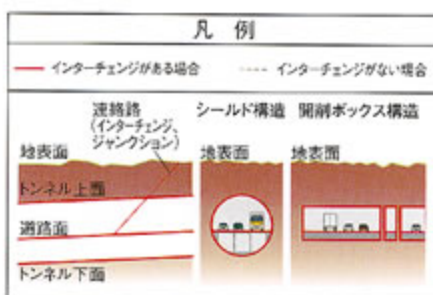 凡 例
インターチェンジがある場合 インターチェンジがない場合
連絡路 シールド構造 開削ボックス構造
(インターチェンジ、
ジャンクション)
地表面 地表面 地表面
トンネル上面
道路面
トンネル下面